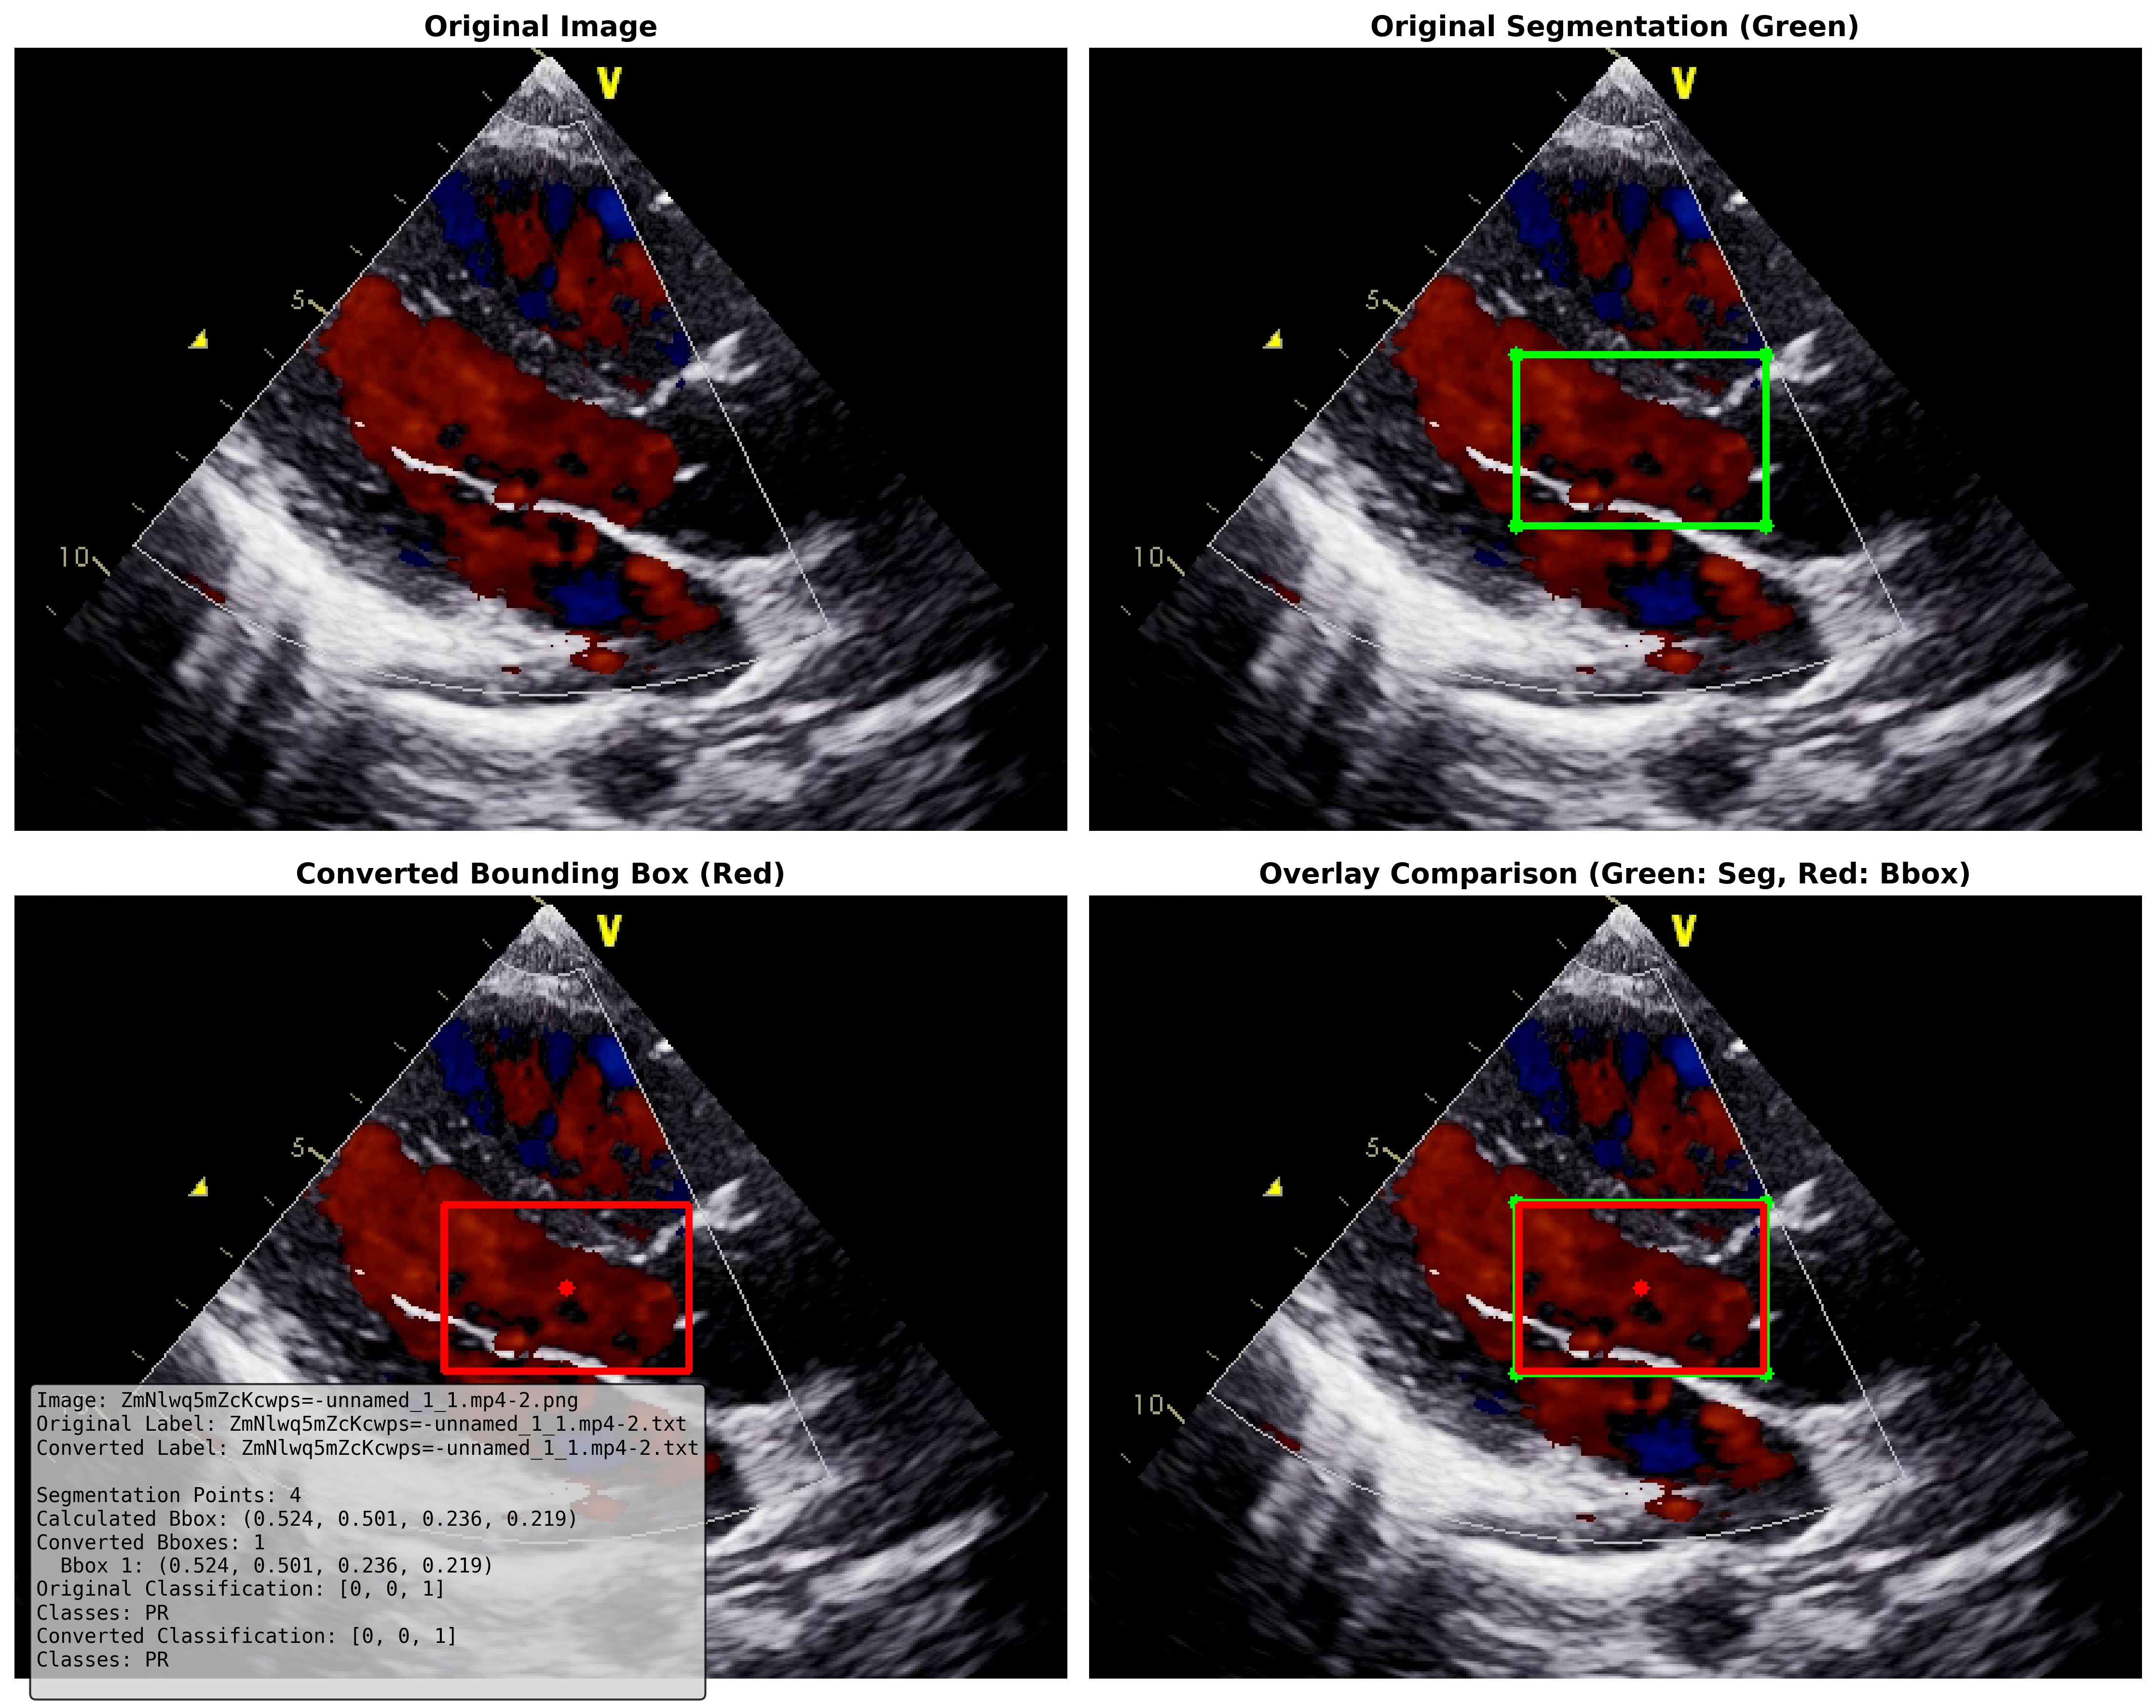 Original Image
Original Segmentation (Green)
V
5
10
V
5
10
Converted Bounding Box (Red)
Overlay Comparison (Green: Seg, Red: Bbox)
V
5
V
5
10
Image: ZmNlwq5mZcKcwps=-unnamed_1_1.mp4-2.png
Original Label: ZmNlwq5mZcKcwps=-unnamed_1_1.mp4-2.txt
Converted Label: ZmNlwq5mZcKcwps=-unnamed_1_1.mp4-2.txt
Segmentation Points: 4
Calculated Bbox: (0.524, 0.501, 0.236, 0.219)
Converted Bboxes: 1
Bbox 1: (0.524, 0.501, 0.236, 0.219)
Original Classification: [0, 0, 1]
Classes: PR
Converted Classification: [0, 0, 1]
Classes: PR